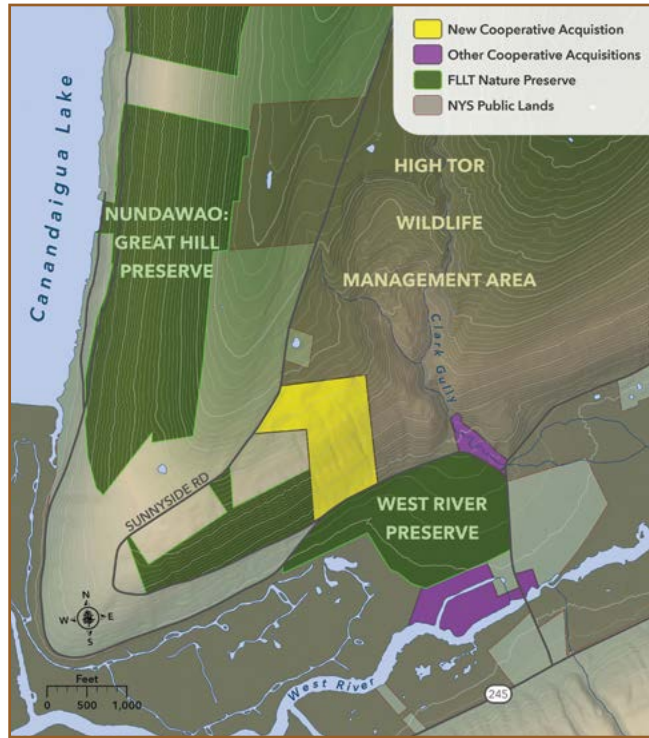 New Cooperative Acquistion
Other Cooperative Acquisitions
FLLT Nature Preserve
NYS Public Lands
Canandaigua Lake
NUNDAWAO:
GREAT HILL
PRESERVE
HIGH TOR
WILDLIFE
MANAGEMENT AREA
Clark Gully
SUNNYSIDE RD
WEST RIVER
PRESERVE
N
W
E
S
Feet
0
500
1,000
West River
245